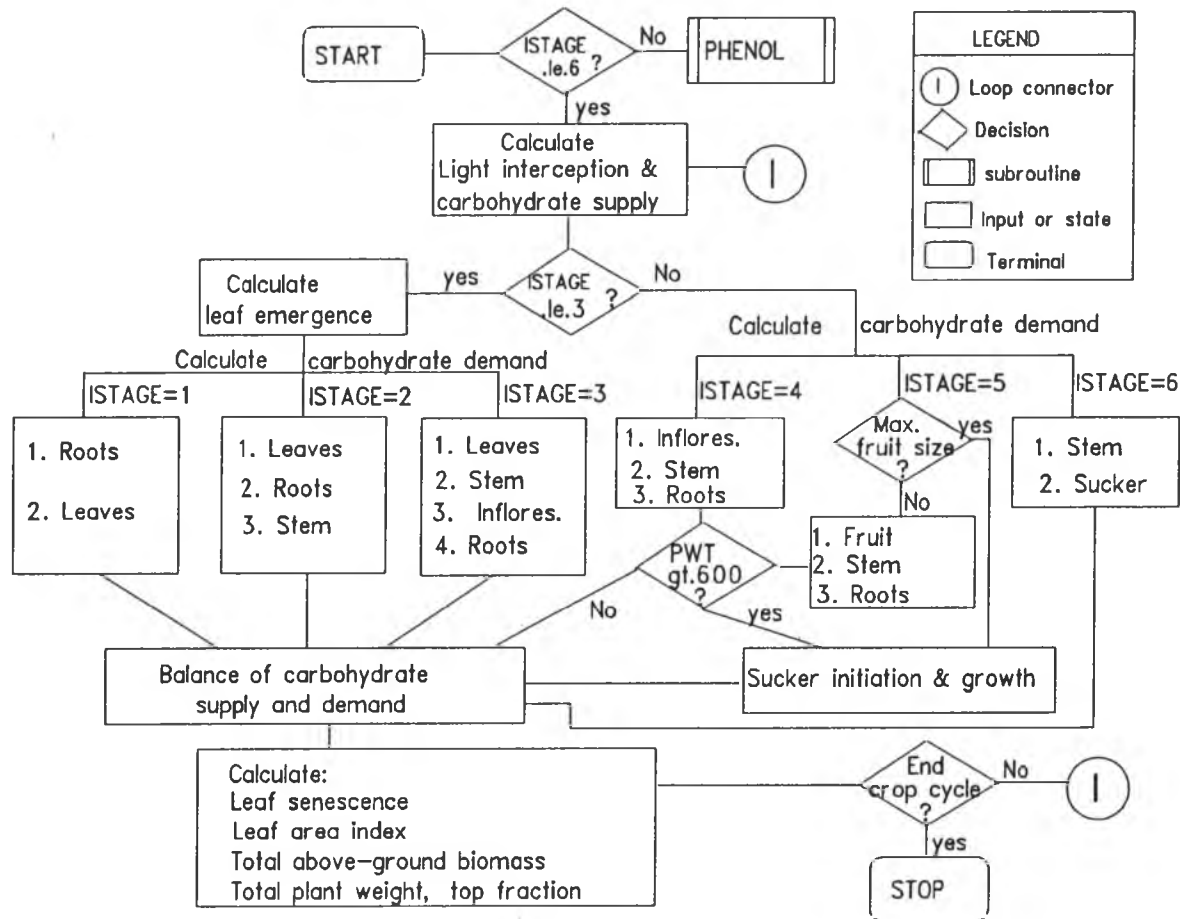 START
ISTAGE
.le.6 ?
No
PHENOL
yes
LEGEND
I Loop connector
Decision
subroutine
Input or state
Terminal
Calculate
Light interception &
carbohydrate supply
I
Calculate
leaf emergence
yes
ISTAGE
.le.3 ?
No
Calculate carbohydrate demand
Calculate carbohydrate demand
ISTAGE=1
ISTAGE=2
ISTAGE=3
ISTAGE=4
ISTAGE=5
ISTAGE=6
1. Roots
2. Leaves
1. Leaves
2. Roots
3. Stem
1. Leaves
2. Stem
3. Inflores.
4. Roots
1. Inflores.
2. Stem
3. Roots
Max.
fruit size
?
yes
No
1. Stem
2. Sucker
PWT
gt.600
?
No
yes
1. Fruit
2. Stem
3. Roots
Balance of carbohydrate
supply and demand
Sucker initiation & growth
Calculate:
Leaf senescence
Leaf area index
Total above-ground biomass
Total plant weight, top fraction
End
crop cycle
?
No
I
yes
STOP